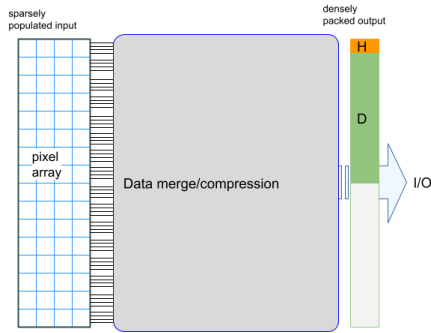 sparsely
populated input
densely
packed output
H
D
pixel
array
Data merge/compression
I/O